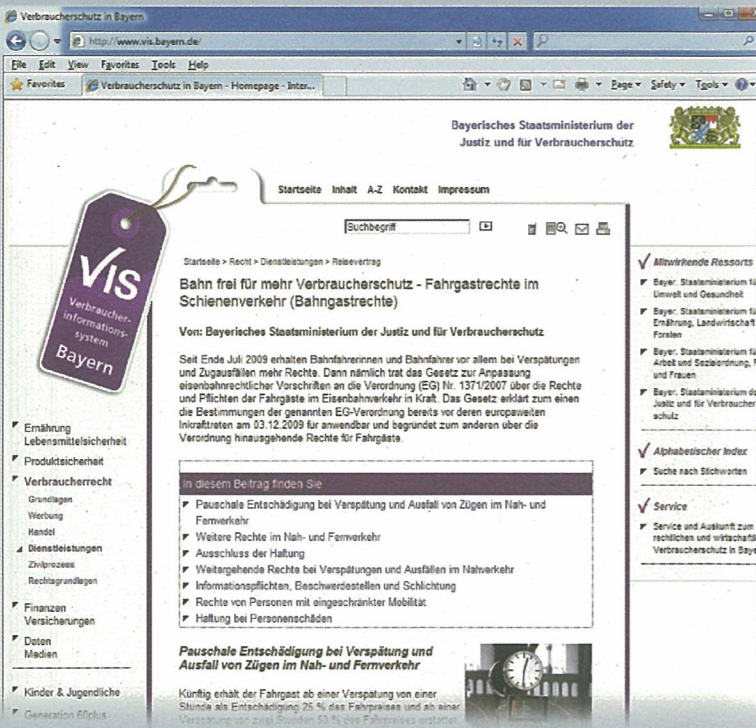 Verbraucherschutz in Bayern
http://www.vis.bayern.de/
File Edit View Favorites Tools Help
Favorites Verbraucherschutz in Bayern - Homepage - Inter...
Page Safety Tools
Bayerisches Staatsministerium der
Justiz und für Verbraucherschutz
Startseite Inhalt A-Z Kontakt Impressum
Suchbegriff
VIS
Verbraucher-
informations-
system
Bayern
Startseite > Recht > Dienstleistungen > Reisevertrag
Bahn frei für mehr Verbraucherschutz - Fahrgastrechte im
Schienenverkehr (Bahngastrechte)
Von: Bayerisches Staatsministerium der Justiz und für Verbraucherschutz
Seit Ende Juli 2009 erhalten Bahnfahrerinnen und Bahnfahrer vor allem bei Verspätungen
und Zugausfällen mehr Rechte. Dann nämlich trat das Gesetz zur Anpassung
eisenbahnrechtlicher Vorschriften an die Verordnung (EG) Nr. 1371/2007 über die Rechte
und Pflichten der Fahrgäste im Eisenbahnverkehr in Kraft. Das Gesetz erklärt zum einen
die Bestimmungen der genannten EG-Verordnung bereits vor deren europaweiten
Inkrafttreten am 03.12.2009 für anwendbar und begründet zum anderen über die
Verordnung hinausgehende Rechte für Fahrgäste.
In diesem Beitrag finden Sie
Pauschale Entschädigung bei Verspätung und Ausfall von Zügen im Nah- und
Fernverkehr
Weitere Rechte im Nah- und Fernverkehr
Ausschluss der Haftung
Weitergehende Rechte bei Verspätungen und Ausfällen im Nahverkehr
Informationspflichten, Beschwerdestellen und Schlichtung
Rechte von Personen mit eingeschränkter Mobilität
Haftung bei Personenschäden
Pauschale Entschädigung bei Verspätung und
Ausfall von Zügen im Nah- und Fernverkehr
Künftig erhält der Fahrgast ab einer Verspätung von einer
Stunde als Entschädigung 25 % des Fahrpreises und ab einer
Verspätung von zwei Stunden 50 % des Fahrpreises erstattet
Ernährung
Lebensmittelsicherheit
Produktsicherheit
Verbraucherrecht
Grundlagen
Werbung
Handel
Dienstleistungen
Zivilprozess
Rechtsgrundlagen
Finanzen
Versicherungen
Daten
Medien
Kinder & Jugendliche
Generation 60plus
Mitwirkende Ressorts
Bayer. Staatsministerium fü
Umwelt und Gesundheit
Bayer. Staatsministerium fü
Ernährung, Landwirtschaft
Forsten
Bayer. Staatsministerium fü
Arbeit und Sozialordnung, F
und Frauen
Bayer. Staatsministerium de
Justiz und für Verbraucher
schutz
Alphabetischer Index
Suche nach Stichworten
Service
Service und Auskunft zum
rechtlichen und wirtschaftli
Verbraucherschutz in Baye